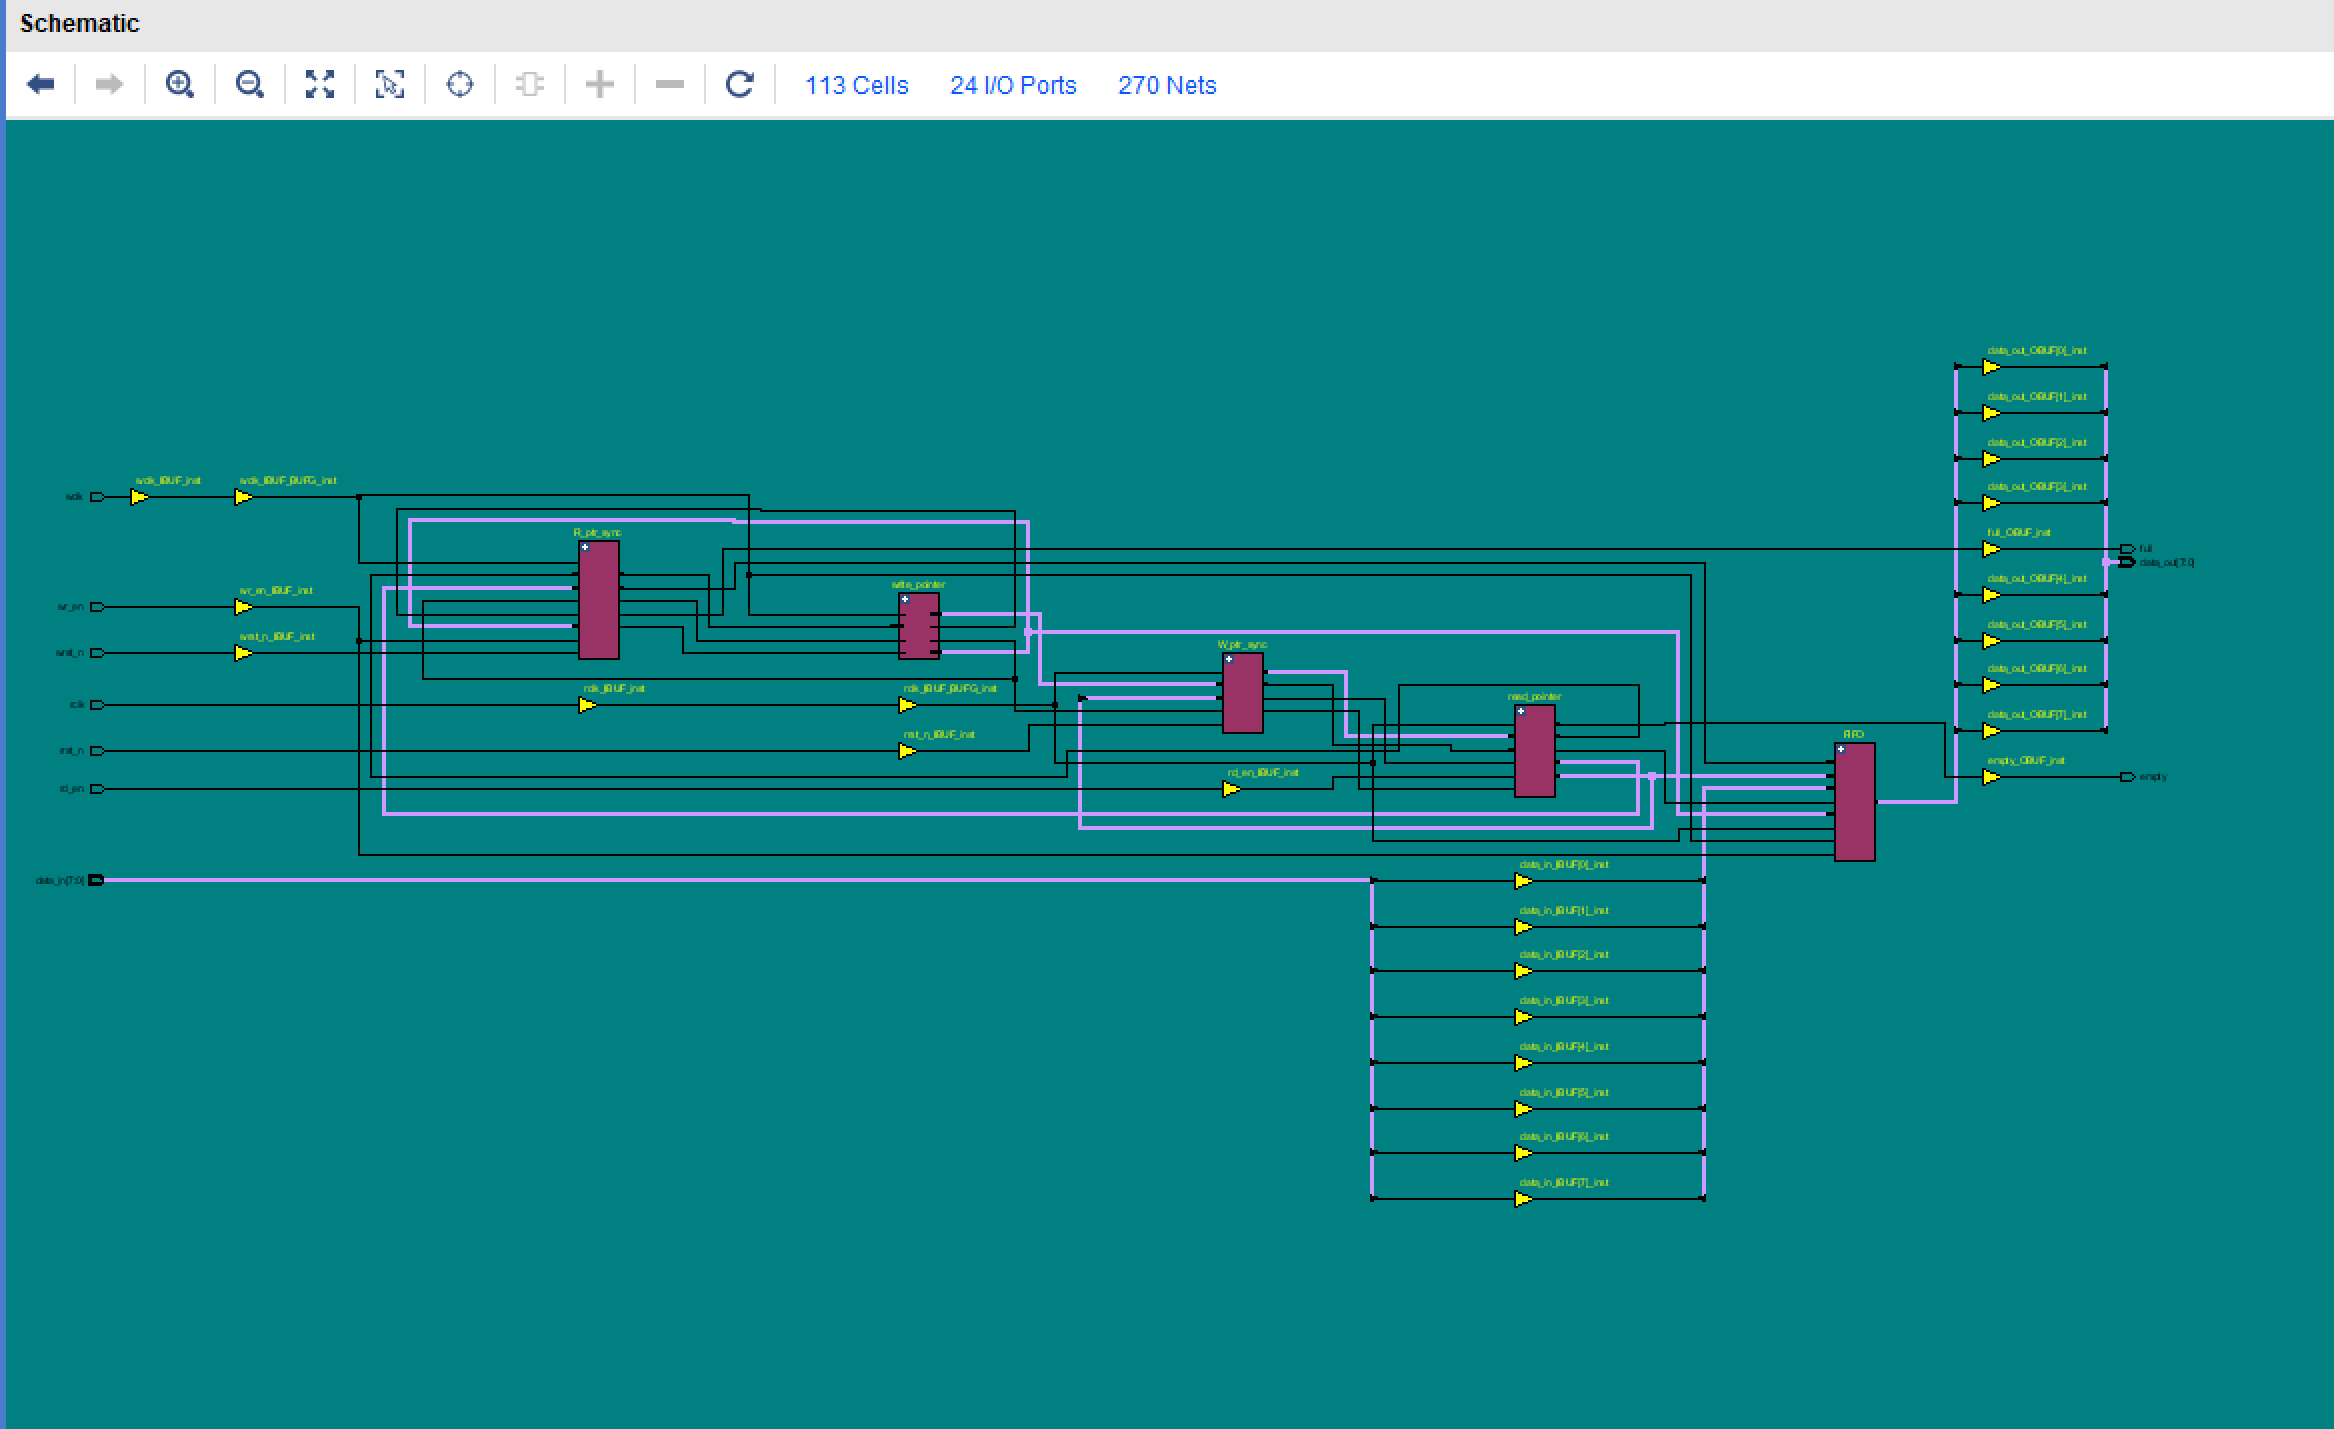 Schematic
113 Cells 24 I/O Ports 270 Nets
data_out_OBUF[0]_inst
data_out_OBUF[1]_inst
data_out_OBUF[2]_inst
wclk_IBUF_inst wclk_IBUF_BUFG_inst data_out_OBUF[3]_inst
wclk
R_ptr_sync full_OBUF_inst
full
data_out[7:0]
write_pointer data_out_OBUF[4]_inst
wr_en_IBUF_inst
wr_en
data_out_OBUF[5]_inst
wrst_n_IBUF_inst W_ptr_sync
wrst_n
data_out_OBUF[6]_inst
rclk_IBUF_inst rclk_IBUF_BUFG_inst read_pointer
rclk
data_out_OBUF[7]_inst
rrst_n_IBUF_inst FIFO
rrst_n
rd_en_IBUF_inst empty_OBUF_inst
empty
rd_en
data_in_IBUF[0]_inst
data_in[7:0]
data_in_IBUF[1]_inst
data_in_IBUF[2]_inst
data_in_IBUF[3]_inst
data_in_IBUF[4]_inst
data_in_IBUF[5]_inst
data_in_IBUF[6]_inst
data_in_IBUF[7]_inst